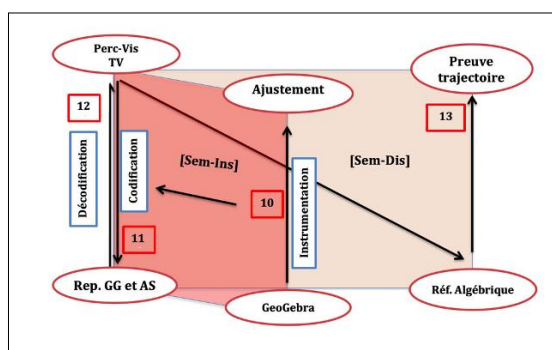 Perc-Vis
TV
Preuve
trajectoire
Ajustement
12
13
Décodification
Codification
[Sem-Ins]
[Sem-Dis]
10
Instrumentation
11
Rep. GG et AS
GeoGebra
Réf. Algébrique